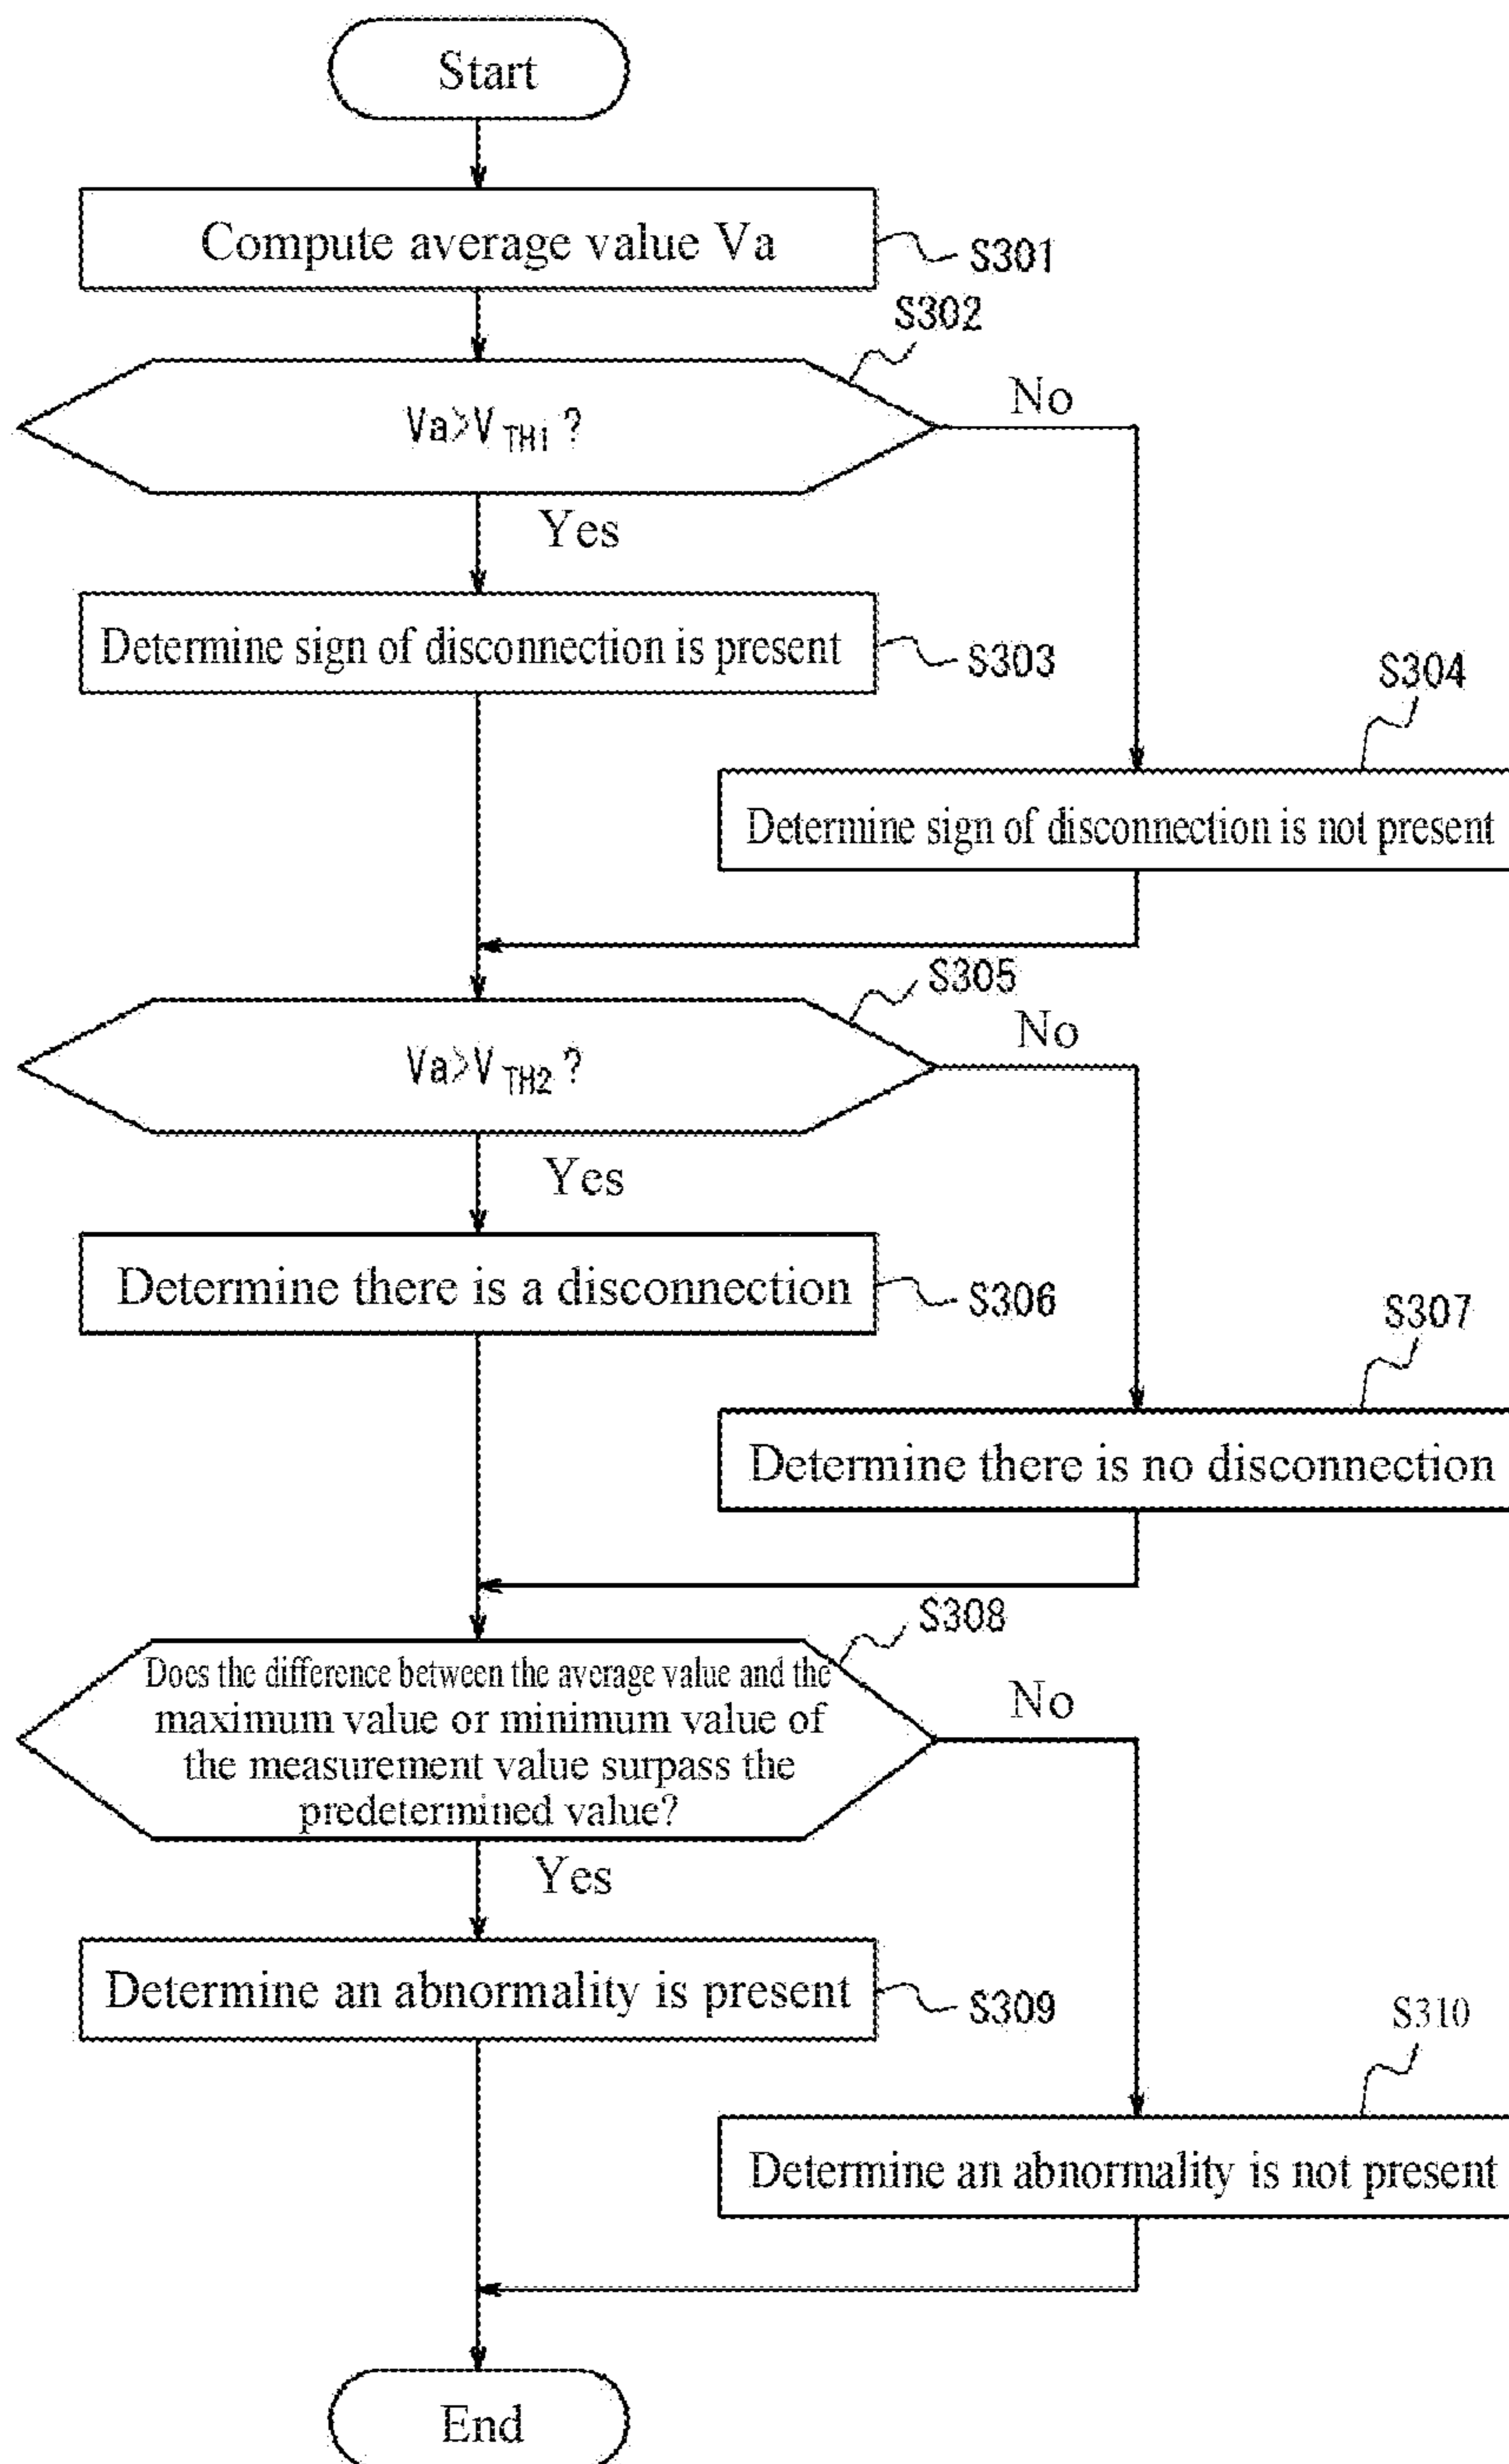 Start
Compute average value Va
S301
S302
Va>V TH1 ?
No
Yes
Determine sign of disconnection is present
S303
S304
Determine sign of disconnection is not present
S305
Va>V TH2 ?
No
Yes
Determine there is a disconnection
S306
S307
Determine there is no disconnection
S308
Does the difference between the average value and the
maximum value or minimum value of
the measurement value surpass the
predetermined value?
No
Yes
Determine an abnormality is present
S309
S310
Determine an abnormality is not present
End